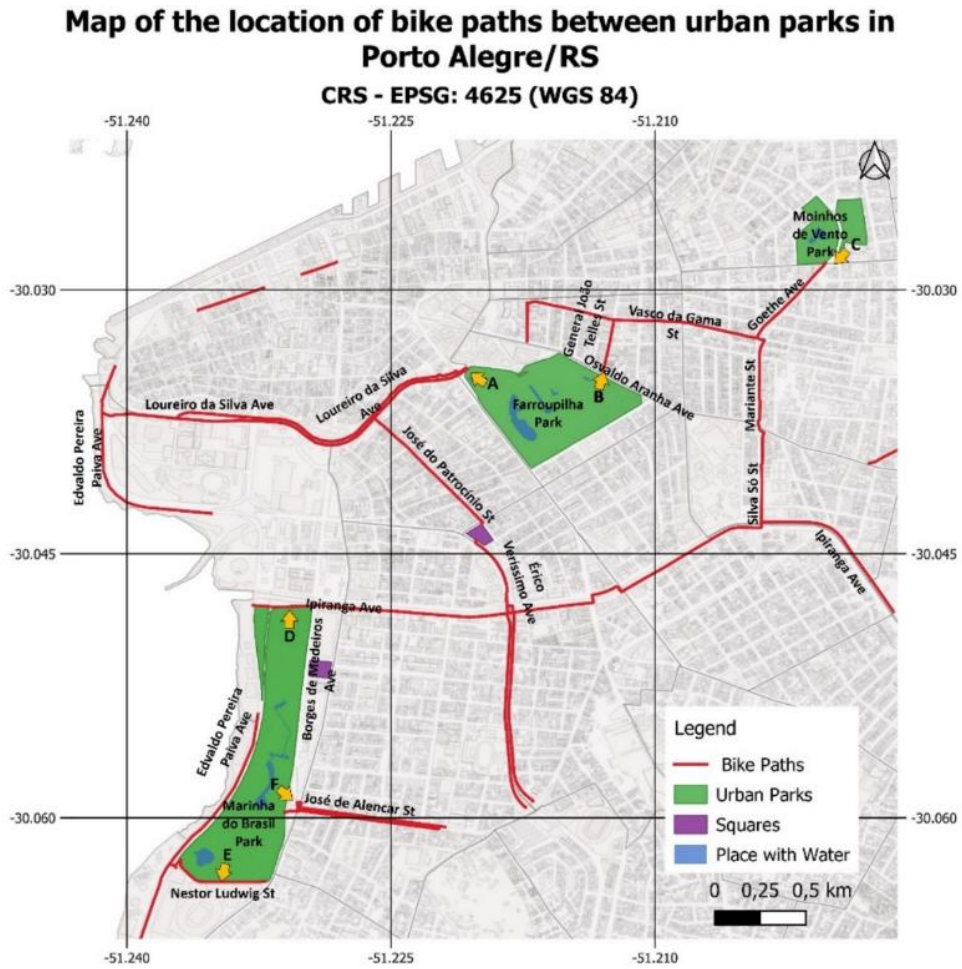 Map of the location of bike paths between urban parks in
Porto Alegre/RS
CRS - EPSG: 4625 (WGS 84)
-51.240
-51.225
-51.210
Moinhos
de Vento
Park
C
-30.030
-30.030
Goethe Ave
General João
Telles St
Vasco da Gama
St
Osvaldo Aranha Ave
A
B
Farroupilha
Park
Mariante St
Loureiro da Silva Ave
Loureiro da Silva
Ave
Edvaldo Pereira
Paiva Ave
José do Patrocínio St
Silva Só St
-30.045
-30.045
Érico
Veríssimo Ave
Ipiranga Ave
Ipiranga Ave
D
Borges de Medeiros
Ave
Edvaldo Pereira
Paiva Ave
F
José de Alencar St
Marinha
do Brasil
Park
E
Nestor Ludwig St
-30.060
-30.060
Legend
Bike Paths
Urban Parks
Squares
Place with Water
0 0,25 0,5 km
-51.240
-51.225
-51.210